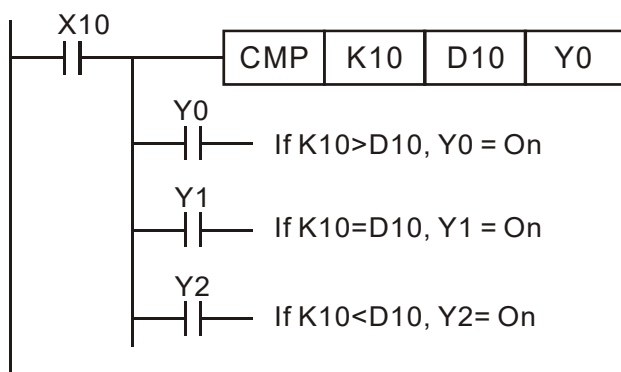 X10
CMP K10 D10 Y0
Y0
If K10>D10, Y0 = On
Y1
If K10=D10, Y1 = On
Y2
If K10<D10, Y2= On